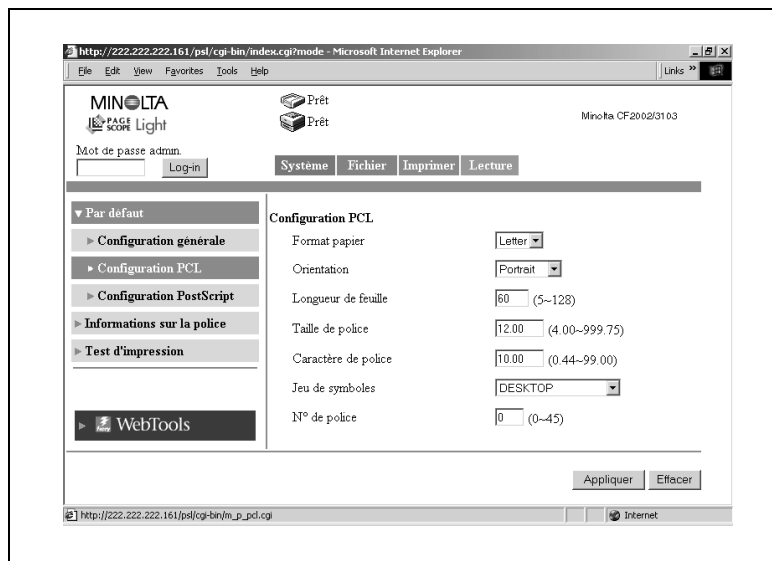 http://222.222.222.161/psl/cgi-bin/index.cgi?mode - Microsoft Internet Explorer
File Edit View Favorites Tools Help
Links »
MINOLTA
PAGE SCOPE Light
Prêt
Prêt
Minolta CF2002/3103
Mot de passe admin.
Log-in
Système Fichier Imprimer Lecture
Par défaut
Configuration générale
Configuration PCL
Configuration PostScript
Informations sur la police
Test d'impression
WebTools
Configuration PCL
Format papier Letter
Orientation Portrait
Longueur de feuille 60 (5~128)
Taille de police 12.00 (4.00~999.75)
Caractère de police 10.00 (0.44~99.00)
Jeu de symboles DESKTOP
N° de police 0 (0~45)
Appliquer Effacer
http://222.222.222.161/psl/cgi-bin/m_p_pcl.cgi
Internet